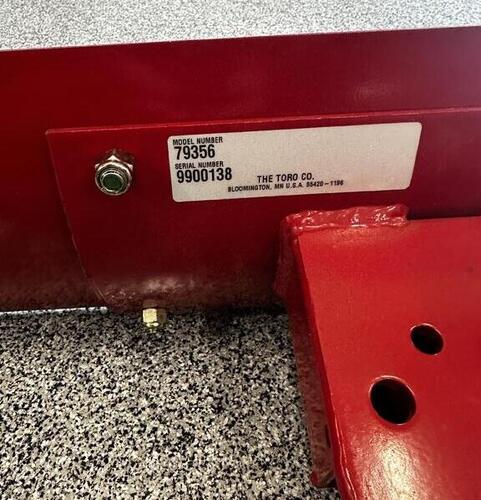 MODEL NUMBER
79356
SERIAL NUMBER
9900138
THE TORO CO.
BLOOMINGTON, MN U.S.A. 55420-1196